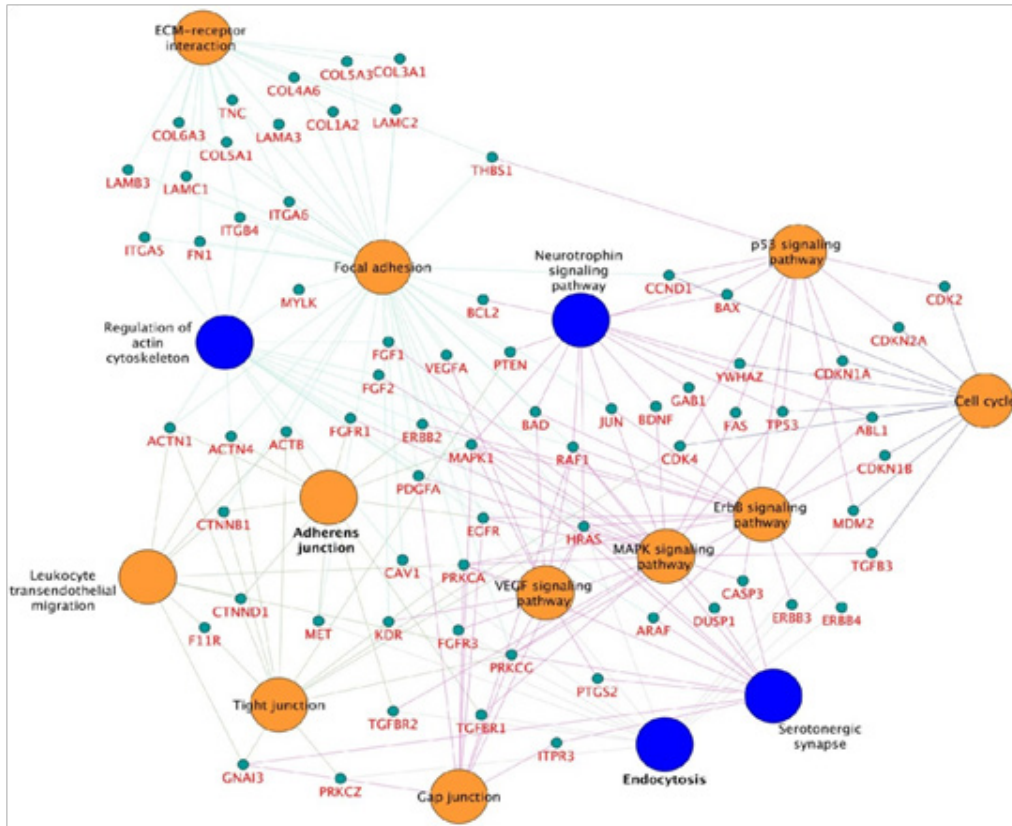 ECM-receptor
interaction
COL5A3
COL3A1
COL4A6
TNC
COL1A2
LAMC2
COL6A3
LAMA3
COL5A1
THBS1
LAMB3
LAMC1
ITGA6
ITGB4
ITGA5
FN1
Focal adhesion
Neurotrophin
signaling
pathway
p53 signaling
pathway
MYLK
CCND1
BAX
CDK2
BCL2
Regulation of
actin
cytoskeleton
CDKN2A
FGF1
VEGFA
PTEN
YWHAZ
CDKN1A
FGF2
GAB1
Cell cycle
ACTN1
ACTN4
ACTB
FGFR1
ERBB2
BAD
JUN
BDNF
FAS
TP53
ABL1
MAPK1
RAF1
CDK4
CDKN1B
PDGFA
ErbB signaling
pathway
CTNNB1
Adherens
junction
EGFR
HRAS
MDM2
MAPK signaling
pathway
Leukocyte
transendothelial
migration
CAV1
PRKCA
VEGF signaling
pathway
TGFB3
CASP3
CTNND1
F11R
MET
KDR
FGFR3
ARAF
DUSP1
ERBB3
ERBB4
PRKCG
PTGS2
Tight junction
TGFBR2
TGFBR1
Serotonergic
synapse
ITPR3
GNAI3
PRKCZ
Gap junction
Endocytosis